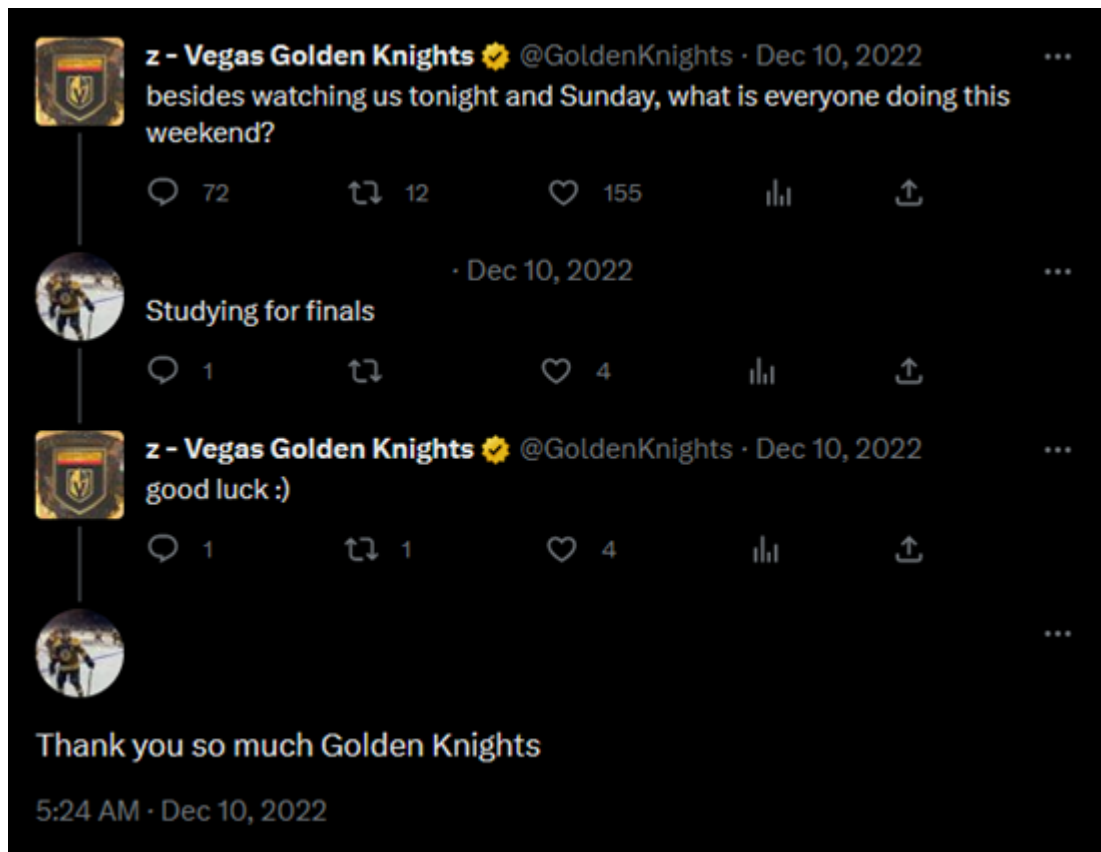 z - Vegas Golden Knights @GoldenKnights · Dec 10, 2022
besides watching us tonight and Sunday, what is everyone doing this
weekend?
72 12 155
· Dec 10, 2022
Studying for finals
1 4
z - Vegas Golden Knights @GoldenKnights · Dec 10, 2022
good luck :)
1 1 4
Thank you so much Golden Knights
5:24 AM · Dec 10, 2022